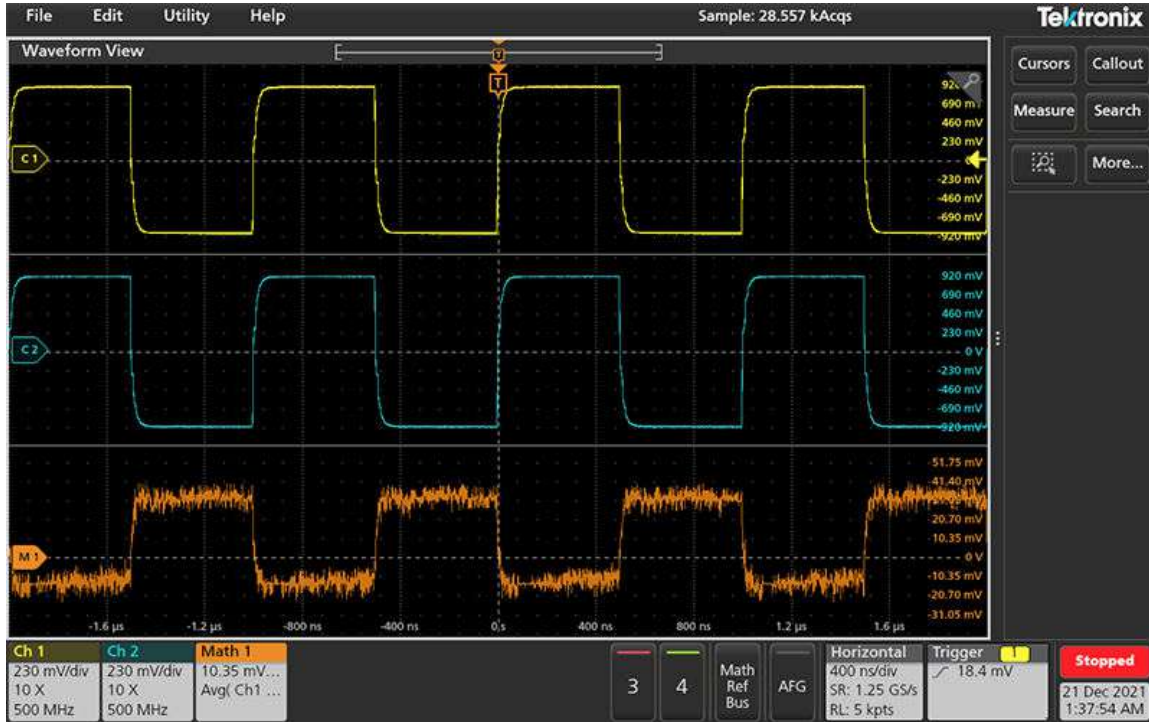 File Edit Utility Help Sample: 28.557 kAcqs Tektronix
Waveform View
T
T
Cursors Callout
Measure Search
More...
690 m
460 mV
230 mV
C 1
-230 mV
-460 mV
-690 mV
-920 mV
920 mV
690 mV
460 mV
230 mV
C 2 0 V
-230 mV
-460 mV
-690 mV
-920 mV
51.75 mV
41.40 mV
20.70 mV
10.35 mV
M 1 0 V
-10.35 mV
-20.70 mV
-31.05 mV
-1.6 µs -1.2 µs -800 ns -400 ns 0 s 400 ns 800 ns 1.2 µs 1.6 µs
Ch 1 Ch 2 Math 1 Horizontal Trigger 1
230 mV/div 230 mV/div 10.35 mV... 400 ns/div 18.4 mV
10 X 10 X Avg( Ch1 ... SR: 1.25 GS/s
500 MHz 500 MHz RL: 5 kpts
3 4 Math Ref Bus AFG
Stopped
21 Dec 2021
1:37:54 AM